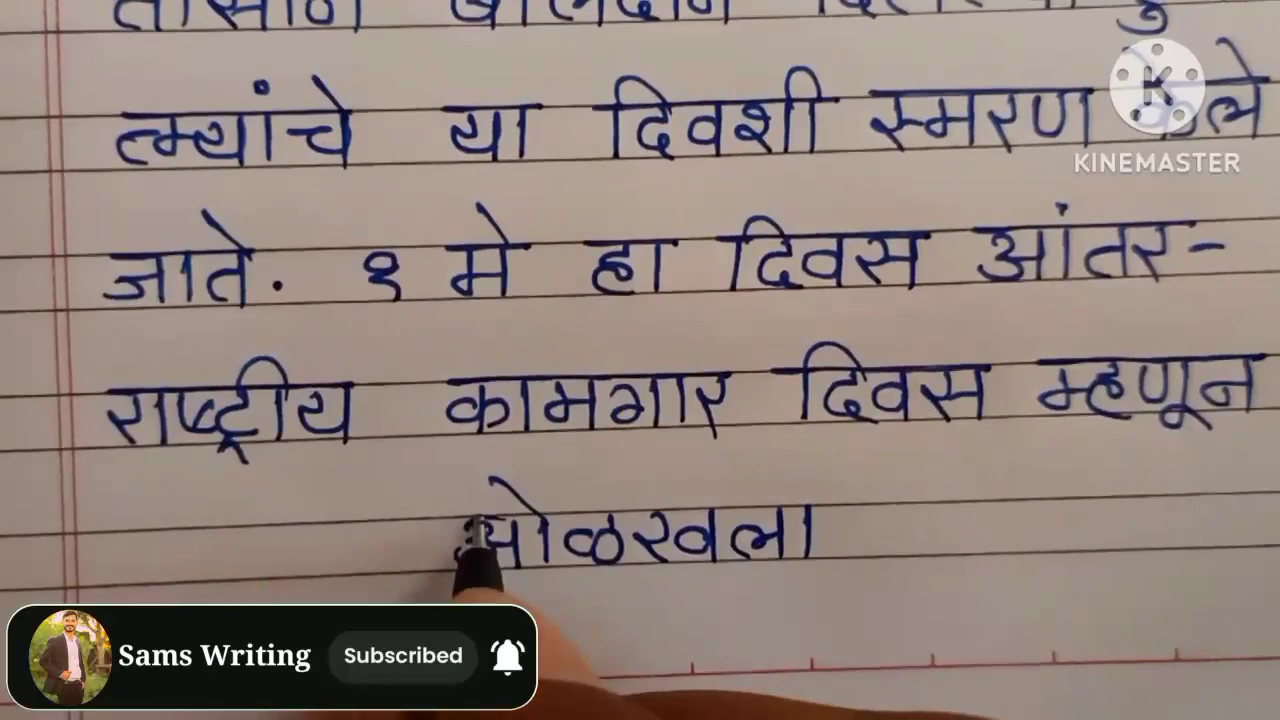 त्म्यांचे या दिवशी स्मरण केले
KINEMASTER
जाते. १ मे हा दिवस आंतर-
राष्ट्रीय कामगार दिवस म्हणून
ओळखला
Sams Writing Subscribed